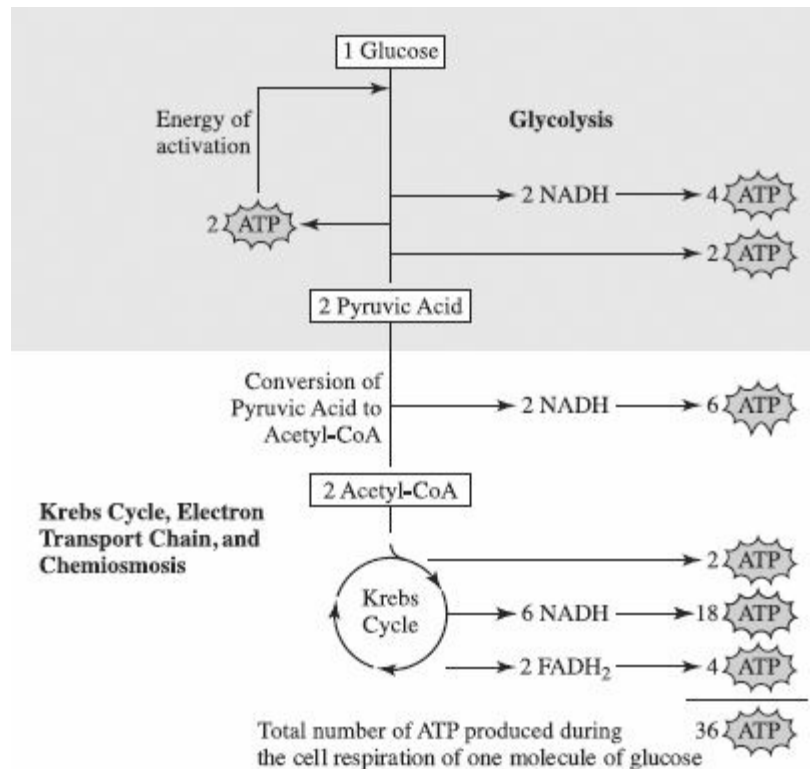 1 Glucose
Energy of
activation
Glycolysis
2 NADH
4 ATP
2 ATP
2 ATP
2 Pyruvic Acid
Conversion of
Pyruvic Acid to
Acetyl-CoA
2 NADH
6 ATP
2 Acetyl-CoA
Krebs Cycle, Electron
Transport Chain, and
Chemiosmosis
2 ATP
Krebs
Cycle
6 NADH
18 ATP
2 FADH₂
4 ATP
Total number of ATP produced during
the cell respiration of one molecule of glucose
36 ATP